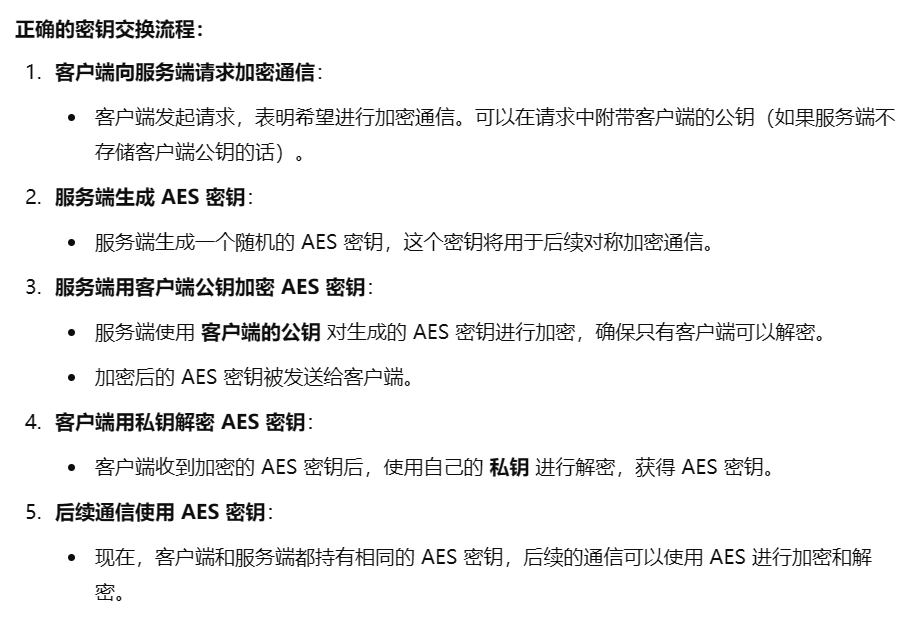 正确的密钥交换流程：
1. 客户端向服务端请求加密通信：
• 客户端发起请求，表明希望进行加密通信。可以在请求中附带客户端的公钥（如果服务端不
存储客户端公钥的话）。
2. 服务端生成 AES 密钥：
• 服务端生成一个随机的 AES 密钥，这个密钥将用于后续对称加密通信。
3. 服务端用客户端公钥加密 AES 密钥：
• 服务端使用 客户端的公钥 对生成的 AES 密钥进行加密，确保只有客户端可以解密。
• 加密后的 AES 密钥被发送给客户端。
4. 客户端用私钥解密 AES 密钥：
• 客户端收到加密的 AES 密钥后，使用自己的 私钥 进行解密，获得 AES 密钥。
5. 后续通信使用 AES 密钥：
• 现在，客户端和服务端都持有相同的 AES 密钥，后续的通信可以使用 AES 进行加密和解
密。